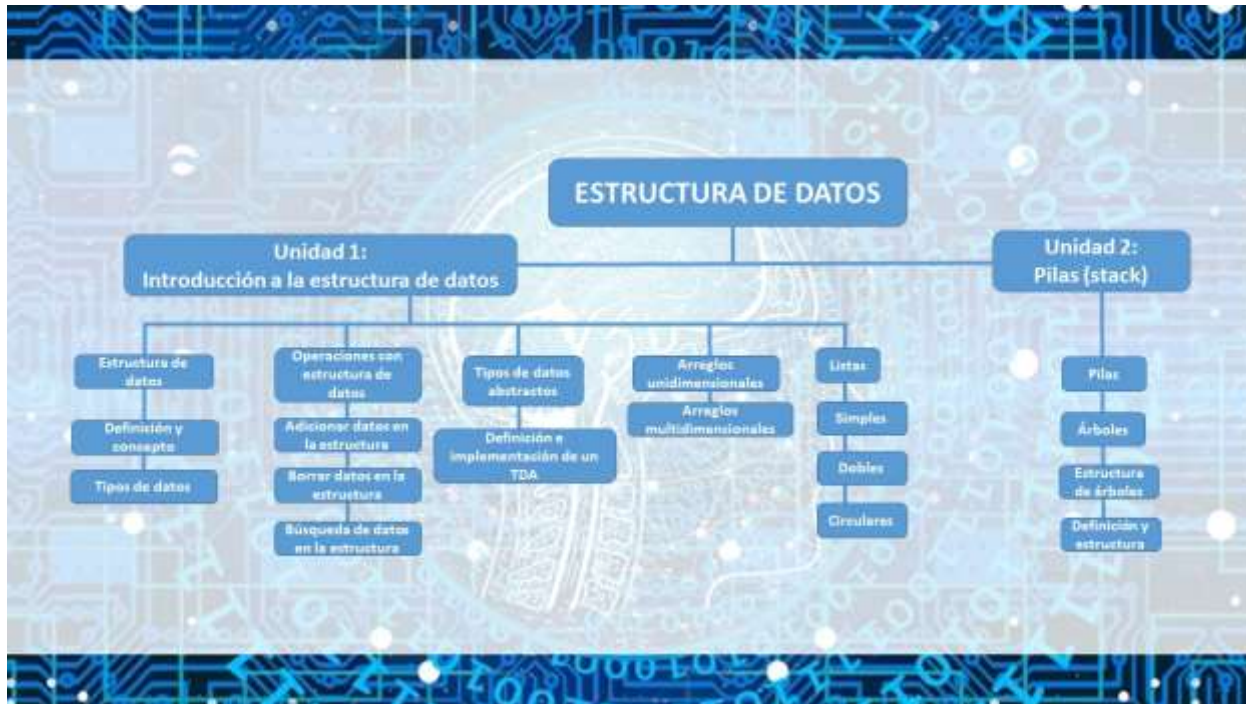 ESTRUCTURA DE DATOS
Unidad 1:
Introducción a la estructura de datos
Estructura de
datos
Definición y
concepto
Tipos de datos
Operaciones son
estructura de
datos
Adicionar datos en
la estructura
Borrar datos en la
estructura
Búsqueda de datos
en la estructura
Tipos de datos
abstractos
Definición e
implementación de un
TDA
Arreglos
unidimensionales
Arreglos
multidimensionales
Listas
Simples
Dobles
Circulares
Unidad 2:
Pilas (stack)
Pilas
Árboles
Estructura
de árboles
Definición y
estructura